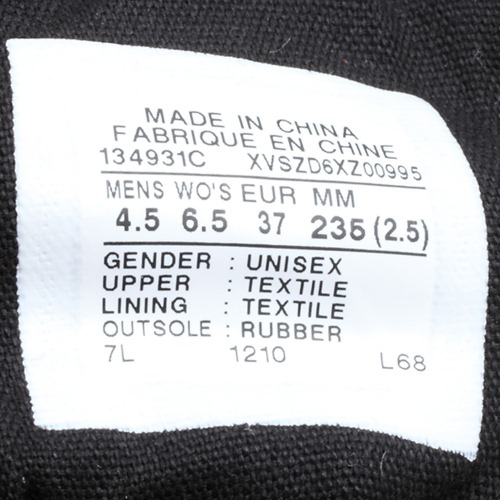 MADE IN CHINA
FABRIQUE EN CHINE
134931C XVSZD6XZ00995
MENS WO'S EUR MM
4.5 6.5 37 235 (2.5)
GENDER : UNISEX
UPPER : TEXTILE
LINING : TEXTILE
OUTSOLE : RUBBER
7L 1210 L68